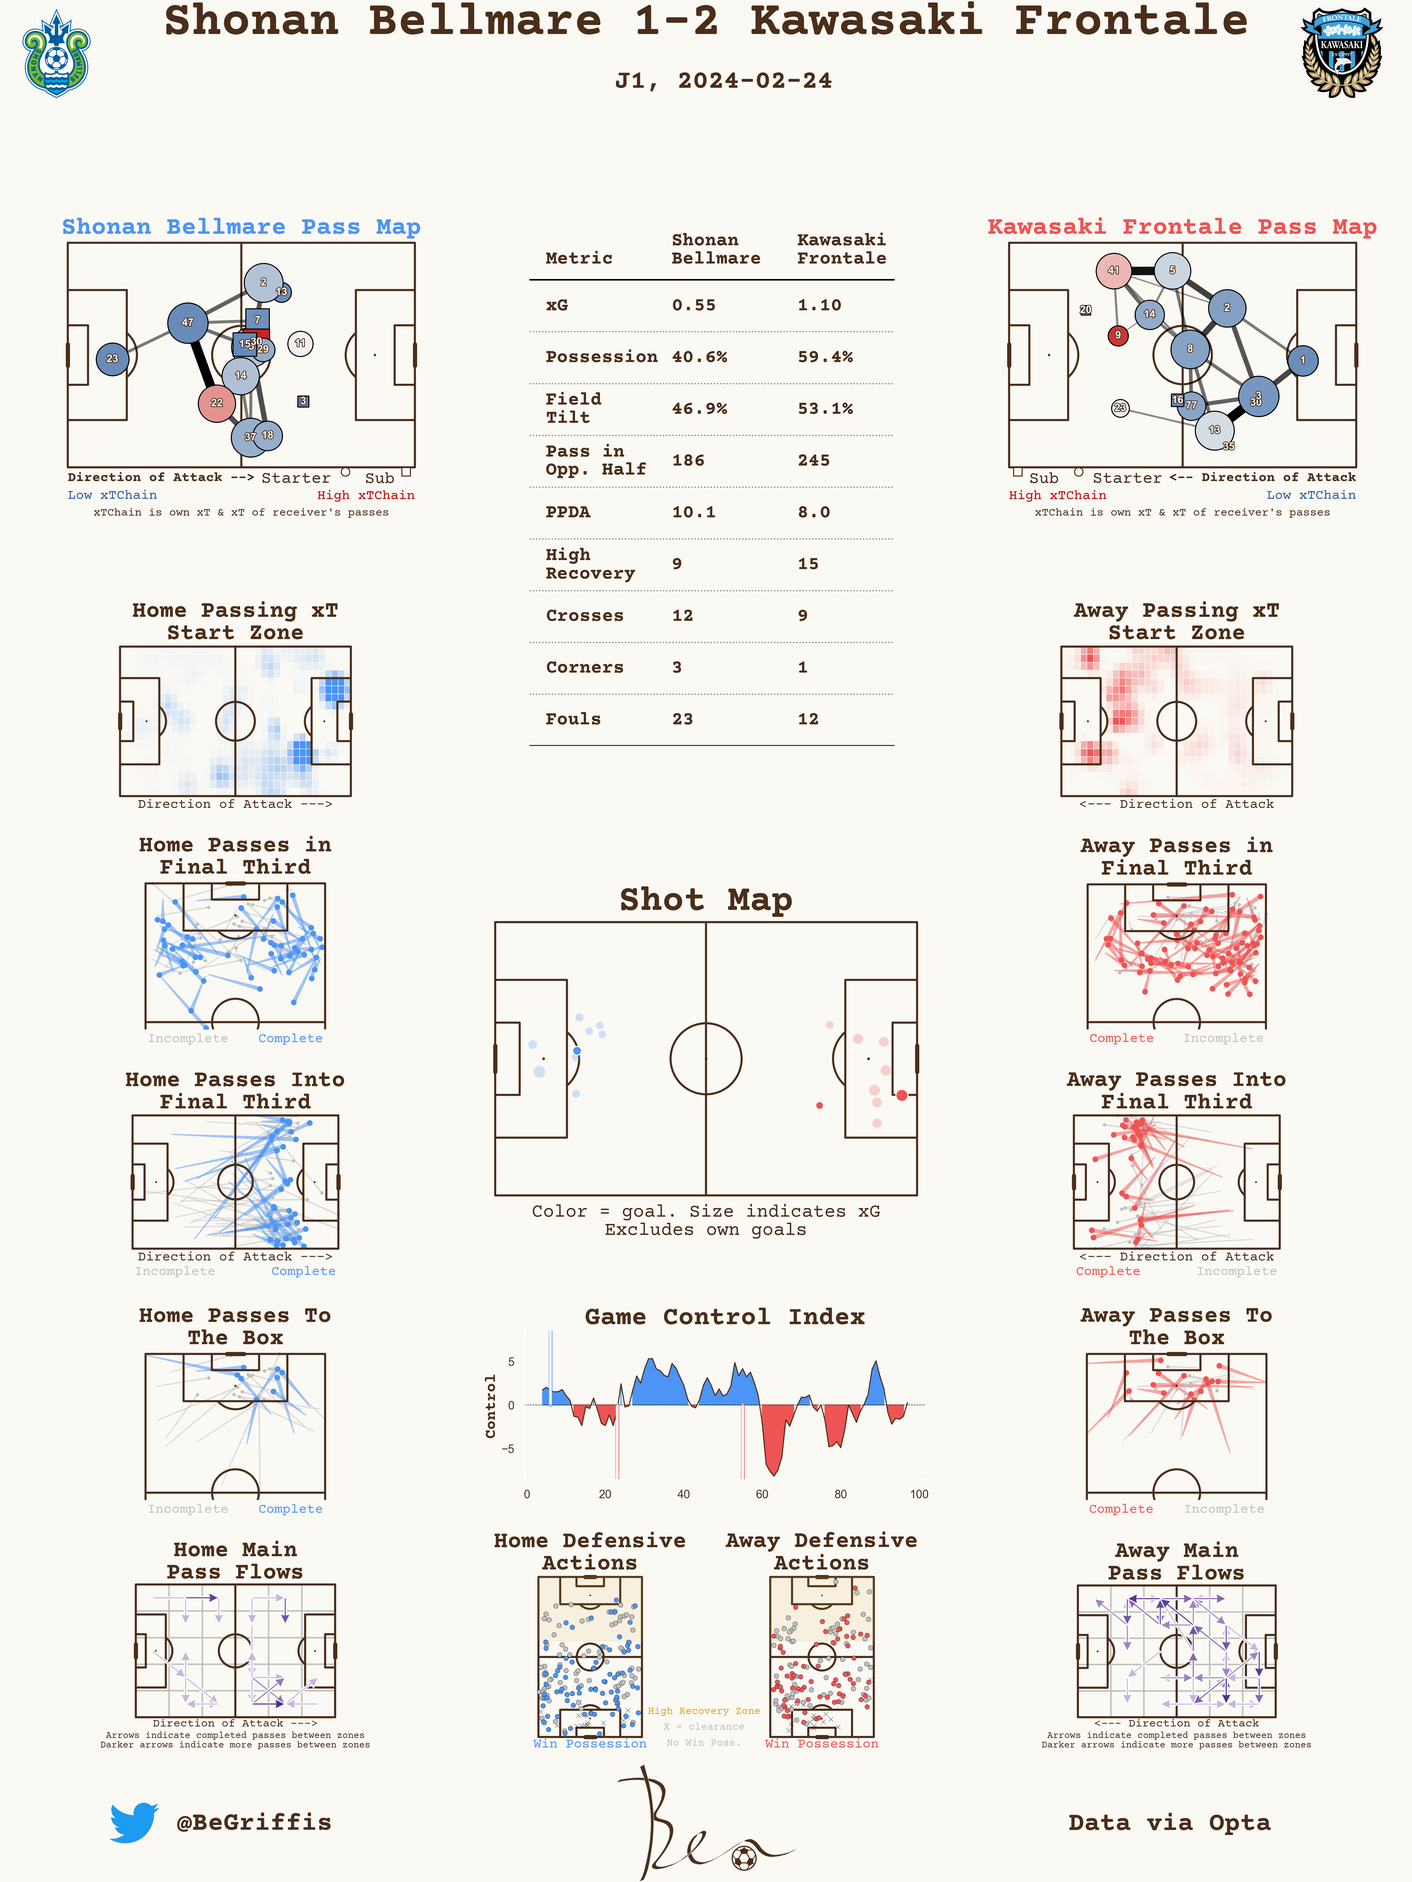 Shonan Bellmare 1-2 Kawasaki Frontale
J1, 2024-02-24
FRONTALE
KAWASAKI
Shonan Bellmare Pass Map
2
13
47
7
15
30
29
11
23
14
22
3
37
18
Direction of Attack --> Starter Sub
Low xTChain High xTChain
xTChain is own xT & xT of receiver's passes
Metric Shonan Bellmare Kawasaki Frontale
xG 0.55 1.10
Possession 40.6% 59.4%
Field Tilt 46.9% 53.1%
Pass in Opp. Half 186 245
PPDA 10.1 8.0
High Recovery 9 15
Crosses 12 9
Corners 3 1
Fouls 23 12
Kawasaki Frontale Pass Map
41
5
20
14
2
9
8
1
23
16
77
3
30
13
35
Sub Starter <-- Direction of Attack
High xTChain Low xTChain
xTChain is own xT & xT of receiver's passes
Home Passing xT
Start Zone
Direction of Attack --->
Away Passing xT
Start Zone
<--- Direction of Attack
Home Passes in
Final Third
Incomplete Complete
Away Passes in
Final Third
Complete Incomplete
Shot Map
Color = goal. Size indicates xG
Excludes own goals
Home Passes Into
Final Third
Direction of Attack --->
Incomplete Complete
Away Passes Into
Final Third
<--- Direction of Attack
Complete Incomplete
Home Passes To
The Box
Incomplete Complete
Game Control Index
Control
5
0
−5
0 20 40 60 80 100
Away Passes To
The Box
Complete Incomplete
Home Main
Pass Flows
Direction of Attack --->
Arrows indicate completed passes between zones
Darker arrows indicate more passes between zones
Home Defensive
Actions
Win Possession
High Recovery Zone
X = clearance
No Win Poss.
Away Defensive
Actions
Win Possession
Away Main
Pass Flows
<--- Direction of Attack
Arrows indicate completed passes between zones
Darker arrows indicate more passes between zones
@BeGriffis
Ben
Data via Opta